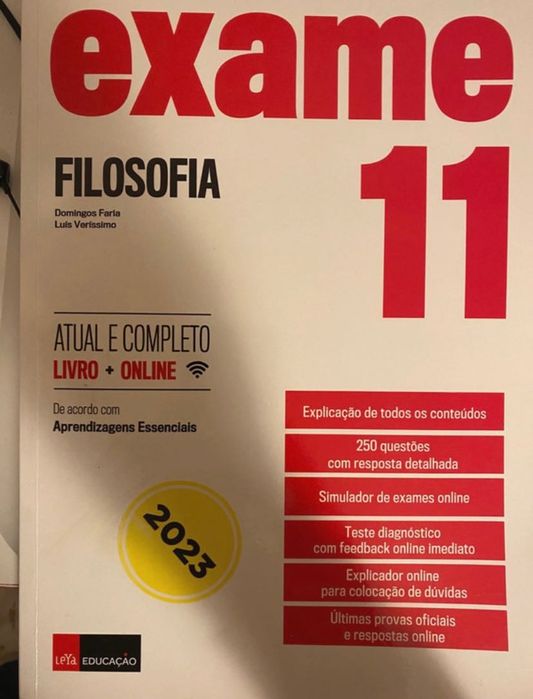 exame
11
FILOSOFIA
Domingos Faria
Luís Veríssimo
ATUAL E COMPLETO
LIVRO + ONLINE
De acordo com
Aprendizagens Essenciais
Explicação de todos os conteúdos
250 questões
com resposta detalhada
Simulador de exames online
Teste diagnóstico
com feedback online imediato
Explicador online
para colocação de dúvidas
Últimas provas oficiais
e respostas online
2023
LEYA EDUCAÇÃO